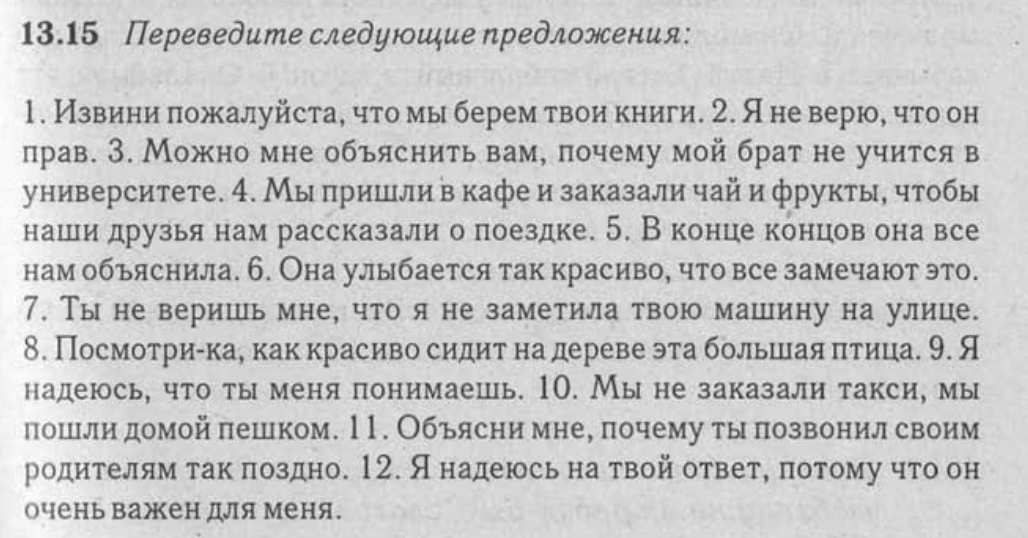 13.15 Переведите следующие предложения:
1. Извини пожалуйста, что мы берем твои книги. 2. Я не верю, что он
прав. 3. Можно мне объяснить вам, почему мой брат не учится в
университете. 4. Мы пришли в кафе и заказали чай и фрукты, чтобы
наши друзья нам рассказали о поездке. 5. В конце концов она все
нам объяснила. 6. Она улыбается так красиво, что все замечают это.
7. Ты не веришь мне, что я не заметила твою машину на улице.
8. Посмотри-ка, как красиво сидит на дереве эта большая птица. 9. Я
надеюсь, что ты меня понимаешь. 10. Мы не заказали такси, мы
пошли домой пешком. 11. Объясни мне, почему ты позвонил своим
родителям так поздно. 12. Я надеюсь на твой ответ, потому что он
очень важен для меня.